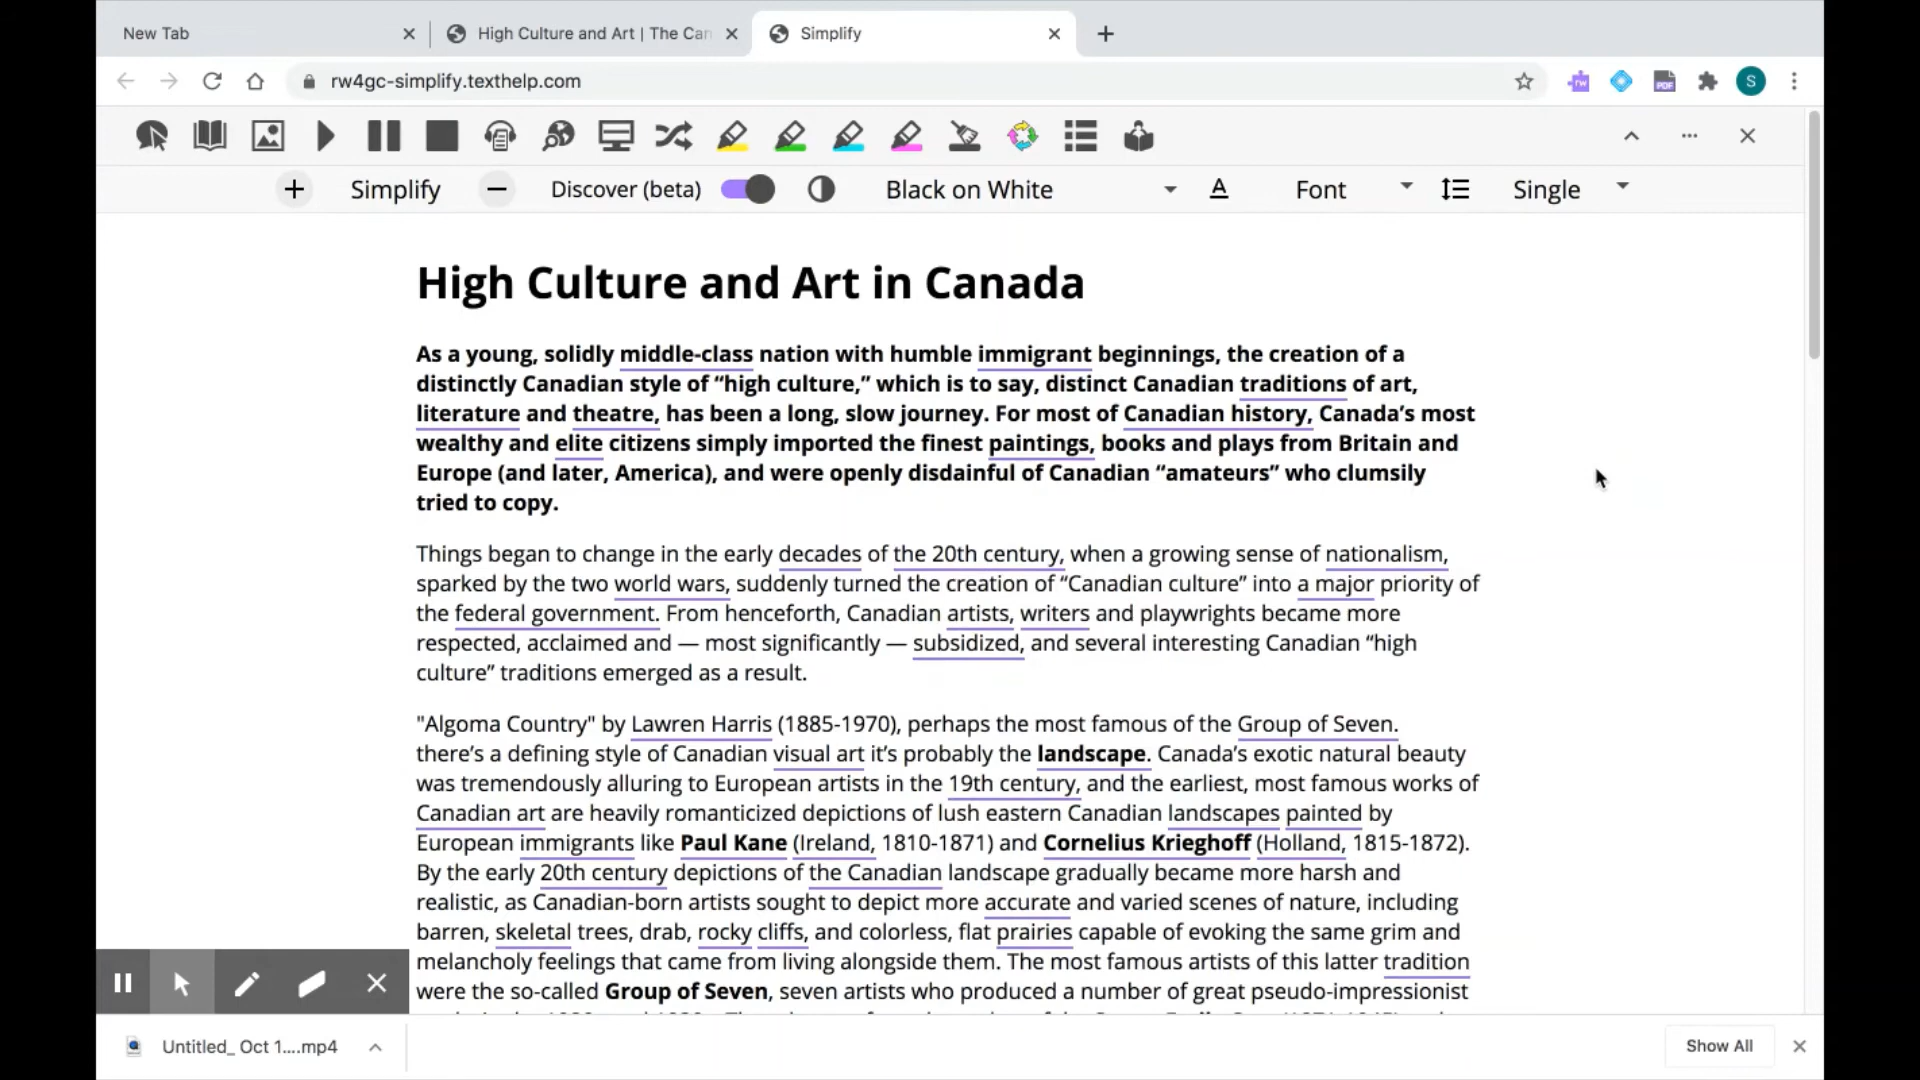 New Tab
High Culture and Art | The Can
Simplify
rw4gc-simplify.texthelp.com
S
rw
PDF
Simplify
Discover (beta)
Black on White
A
Font
Single
High Culture and Art in Canada
As a young, solidly middle-class nation with humble immigrant beginnings, the creation of a
distinctly Canadian style of “high culture,” which is to say, distinct Canadian traditions of art,
literature and theatre, has been a long, slow journey. For most of Canadian history, Canada’s most
wealthy and elite citizens simply imported the finest paintings, books and plays from Britain and
Europe (and later, America), and were openly disdainful of Canadian “amateurs” who clumsily
tried to copy.
Things began to change in the early decades of the 20th century, when a growing sense of nationalism,
sparked by the two world wars, suddenly turned the creation of “Canadian culture” into a major priority of
the federal government. From henceforth, Canadian artists, writers and playwrights became more
respected, acclaimed and — most significantly — subsidized, and several interesting Canadian “high
culture” traditions emerged as a result.
"Algoma Country" by Lawren Harris (1885-1970), perhaps the most famous of the Group of Seven.
there’s a defining style of Canadian visual art it’s probably the landscape. Canada’s exotic natural beauty
was tremendously alluring to European artists in the 19th century, and the earliest, most famous works of
Canadian art are heavily romanticized depictions of lush eastern Canadian landscapes painted by
European immigrants like Paul Kane (Ireland, 1810-1871) and Cornelius Krieghoff (Holland, 1815-1872).
By the early 20th century depictions of the Canadian landscape gradually became more harsh and
realistic, as Canadian-born artists sought to depict more accurate and varied scenes of nature, including
barren, skeletal trees, drab, rocky cliffs, and colorless, flat prairies capable of evoking the same grim and
melancholy feelings that came from living alongside them. The most famous artists of this latter tradition
were the so-called Group of Seven, seven artists who produced a number of great pseudo-impressionist
Untitled_ Oct 1....mp4
Show All